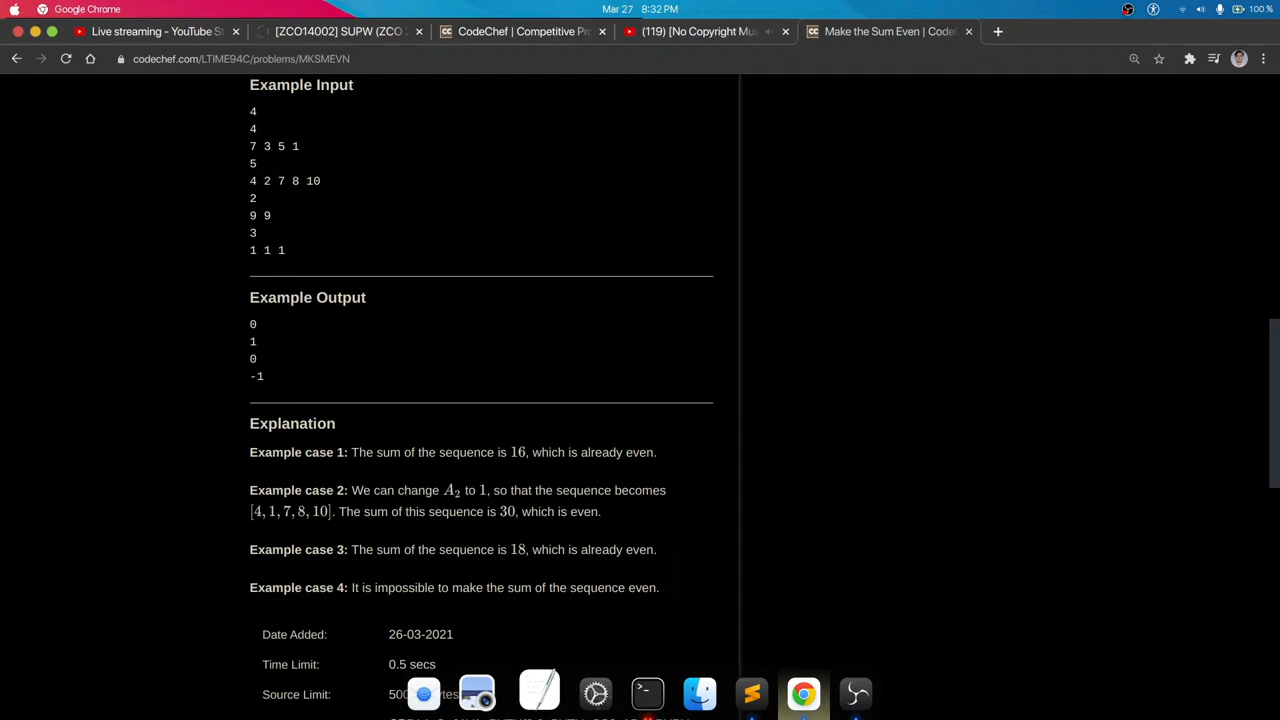 Google Chrome
Mar 27 8:32 PM
100 %
Live streaming - YouTube St
[ZCO14002] SUPW (ZCO 2
CodeChef | Competitive Pro
(119) [No Copyright Mus
Make the Sum Even | CodeC
codechef.com/LTIME94C/problems/MKSMEVN
Example Input
4
4
7 3 5 1
5
4 2 7 8 10
2
9 9
3
1 1 1
Example Output
0
1
0
-1
Explanation
Example case 1: The sum of the sequence is 16, which is already even.
Example case 2: We can change A2 to 1, so that the sequence becomes
[4, 1, 7, 8, 10]. The sum of this sequence is 30, which is even.
Example case 3: The sum of the sequence is 18, which is already even.
Example case 4: It is impossible to make the sum of the sequence even.
Date Added: 26-03-2021
Time Limit: 0.5 secs
Source Limit: